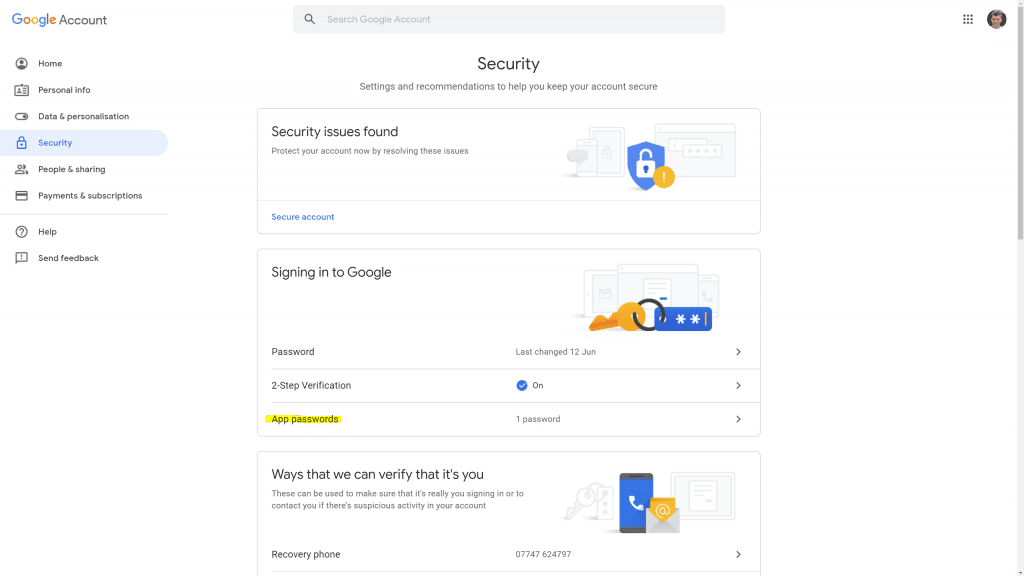 Google Account
Search Google Account
Home
Personal info
Data & personalisation
Security
People & sharing
Payments & subscriptions
Help
Send feedback
Security
Settings and recommendations to help you keep your account secure
Security issues found
Protect your account now by resolving these issues
Secure account
Signing in to Google
Password
Last changed 12 Jun
2-Step Verification
On
App passwords
1 password
Ways that we can verify that it's you
These can be used to make sure that it's really you signing in or to
contact you if there's suspicious activity in your account
Recovery phone
07747 624797